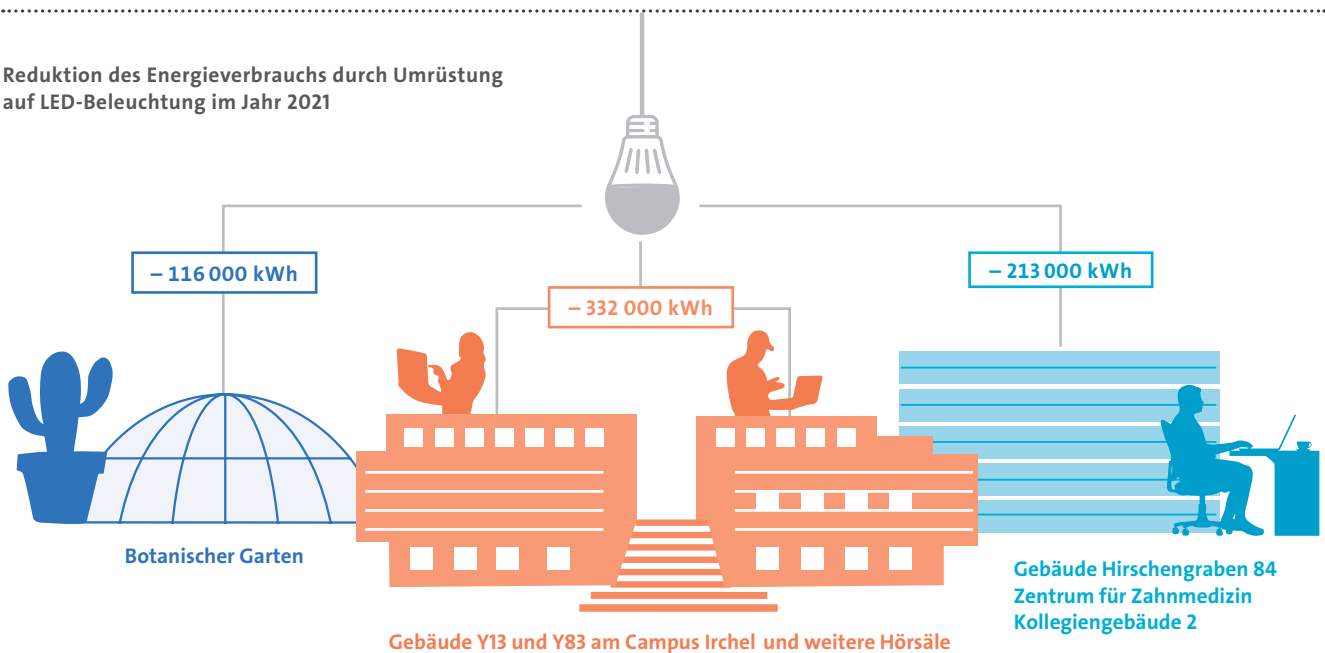 Reduktion des Energieverbrauchs durch Umrüstung
auf LED-Beleuchtung im Jahr 2021
– 116 000 kWh
– 332 000 kWh
– 213 000 kWh
Botanischer Garten
Gebäude Y13 und Y83 am Campus Irchel und weitere Hörsäle
Gebäude Hirschengraben 84
Zentrum für Zahnmedizin
Kollegiengebäude 2